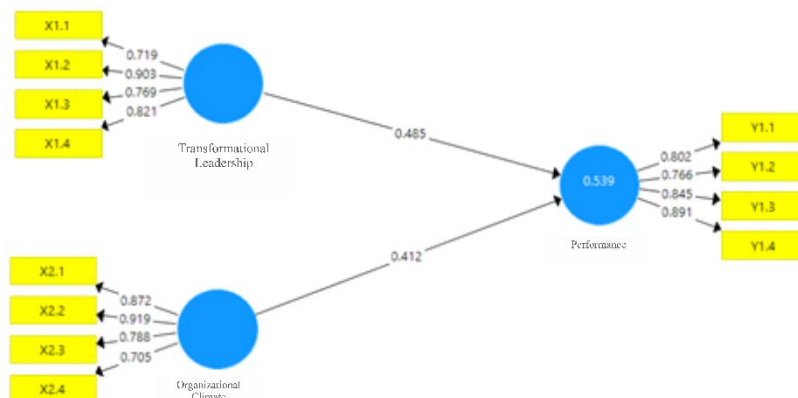 X1.1
0.719
X1.2
0.903
X1.3
0.769
X1.4
0.821
Transformational
Leadership
0.485
Y1.1
0.802
Y1.2
0.766
0.539
Y1.3
0.845
Y1.4
0.891
Performance
0.412
X2.1
0.872
X2.2
0.919
X2.3
0.788
X2.4
0.705
Organizational
Climate